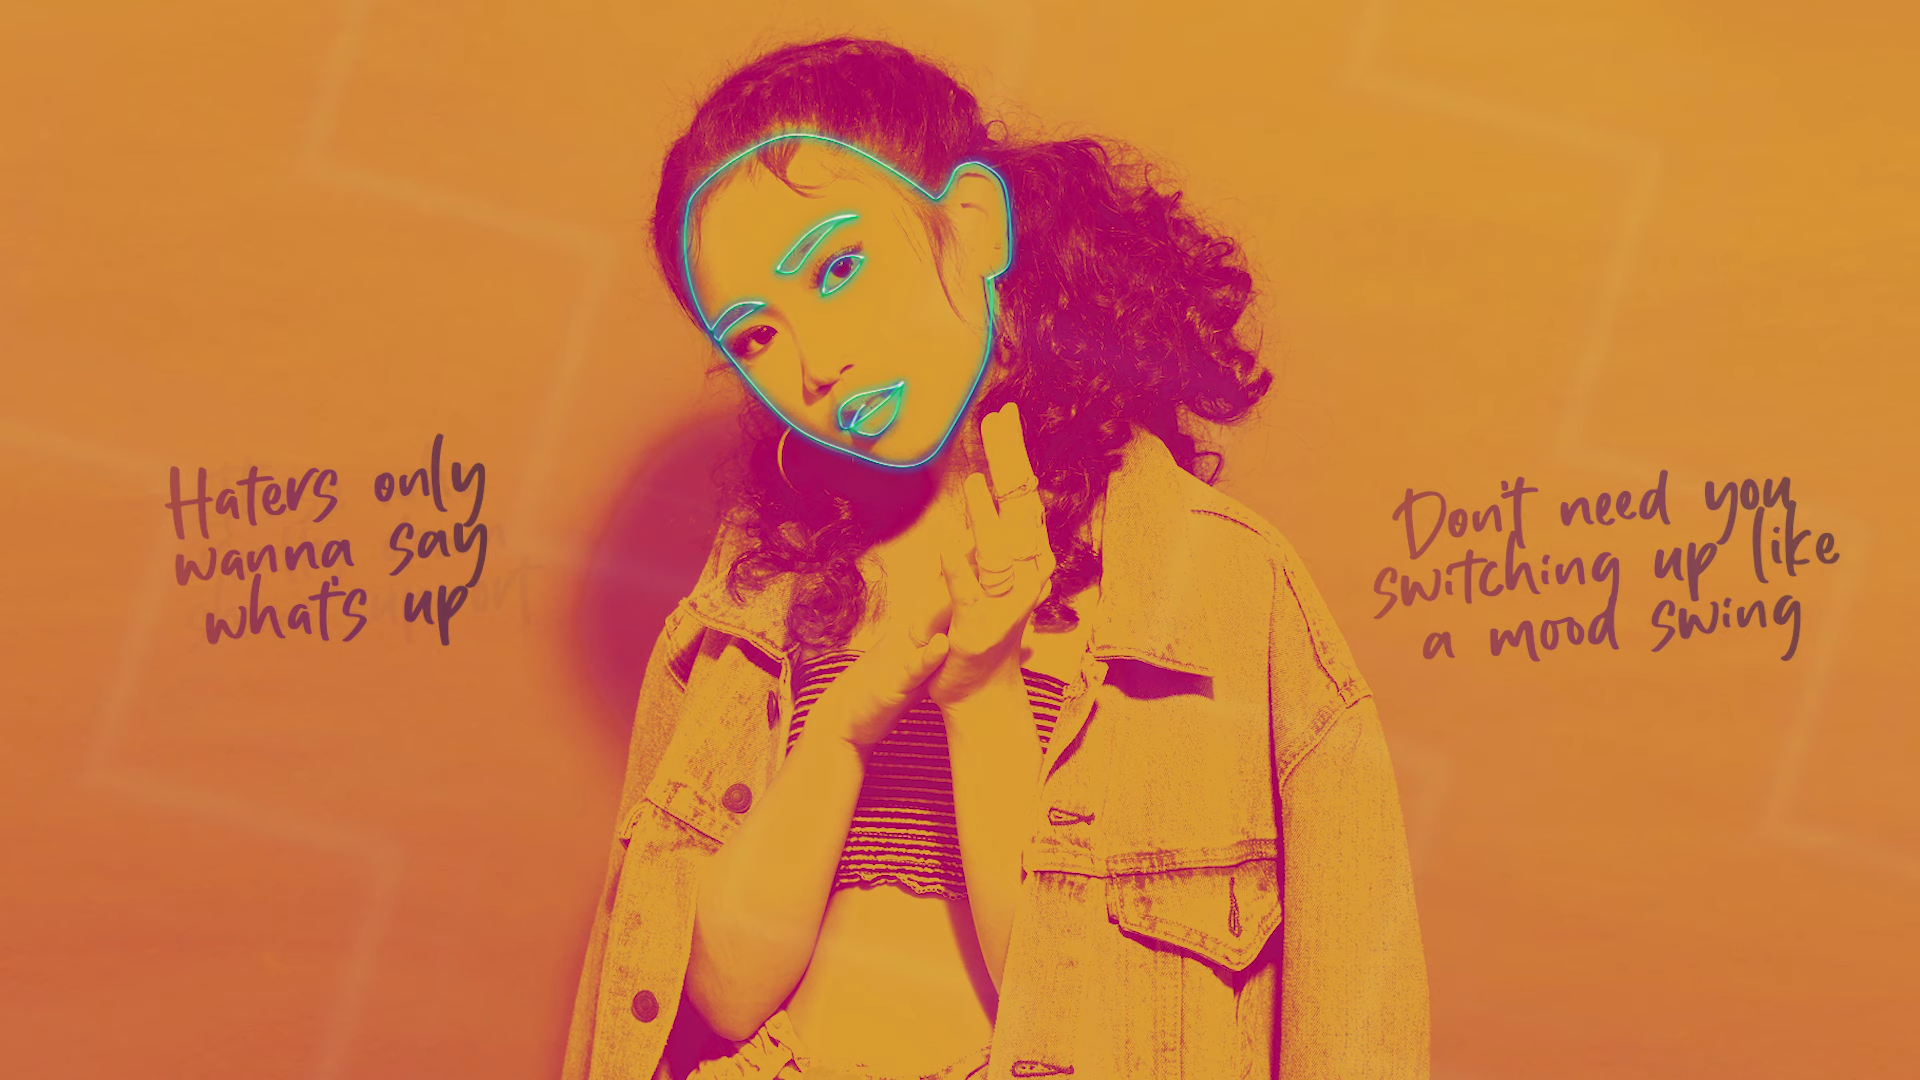 Haters only
wanna say
what's up
Don't need you
switching up like
a mood swing